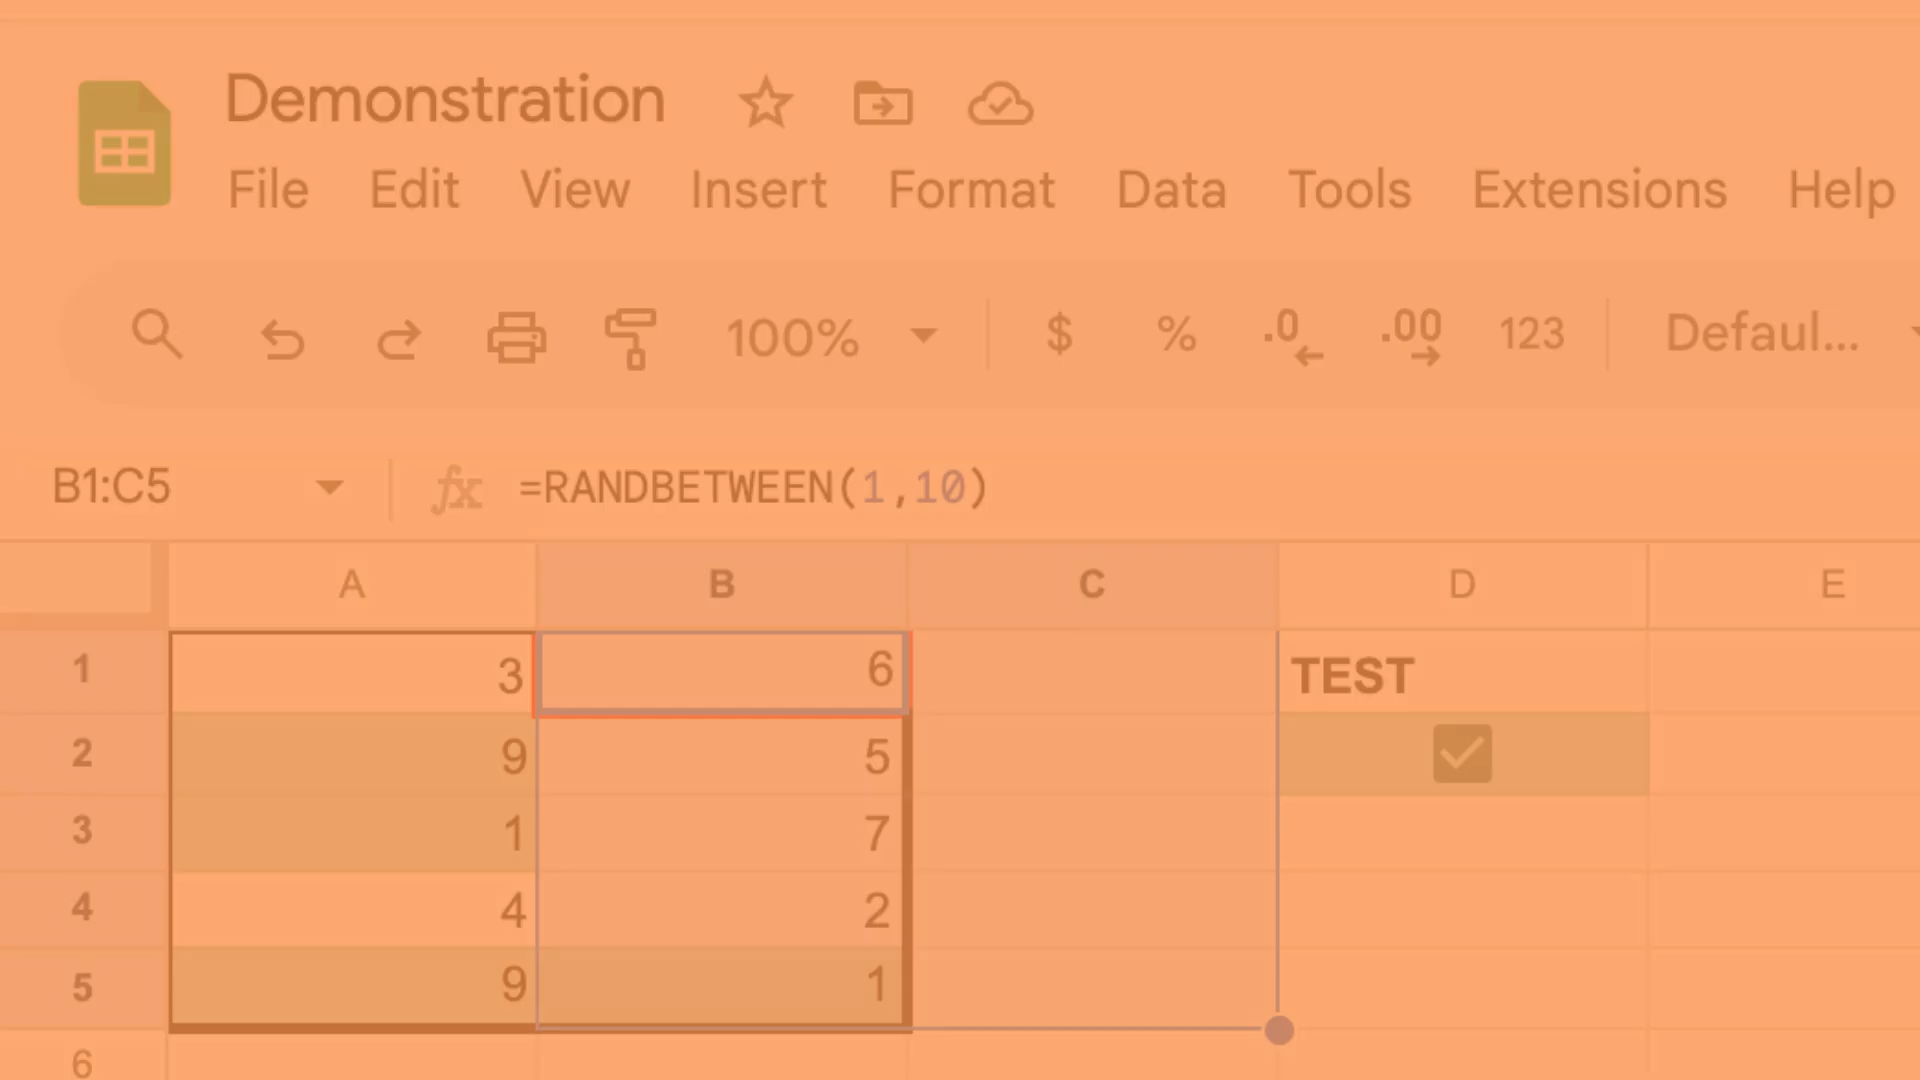 Demonstration
File Edit View Insert Format Data Tools Extensions Help
100% $ % .0 .00 123 Defaul...
B1:C5 fx =RANDBETWEEN(1,10)
A B C D E
1 3 6 TEST
2 9 5
3 1 7
4 4 2
5 9 1
6